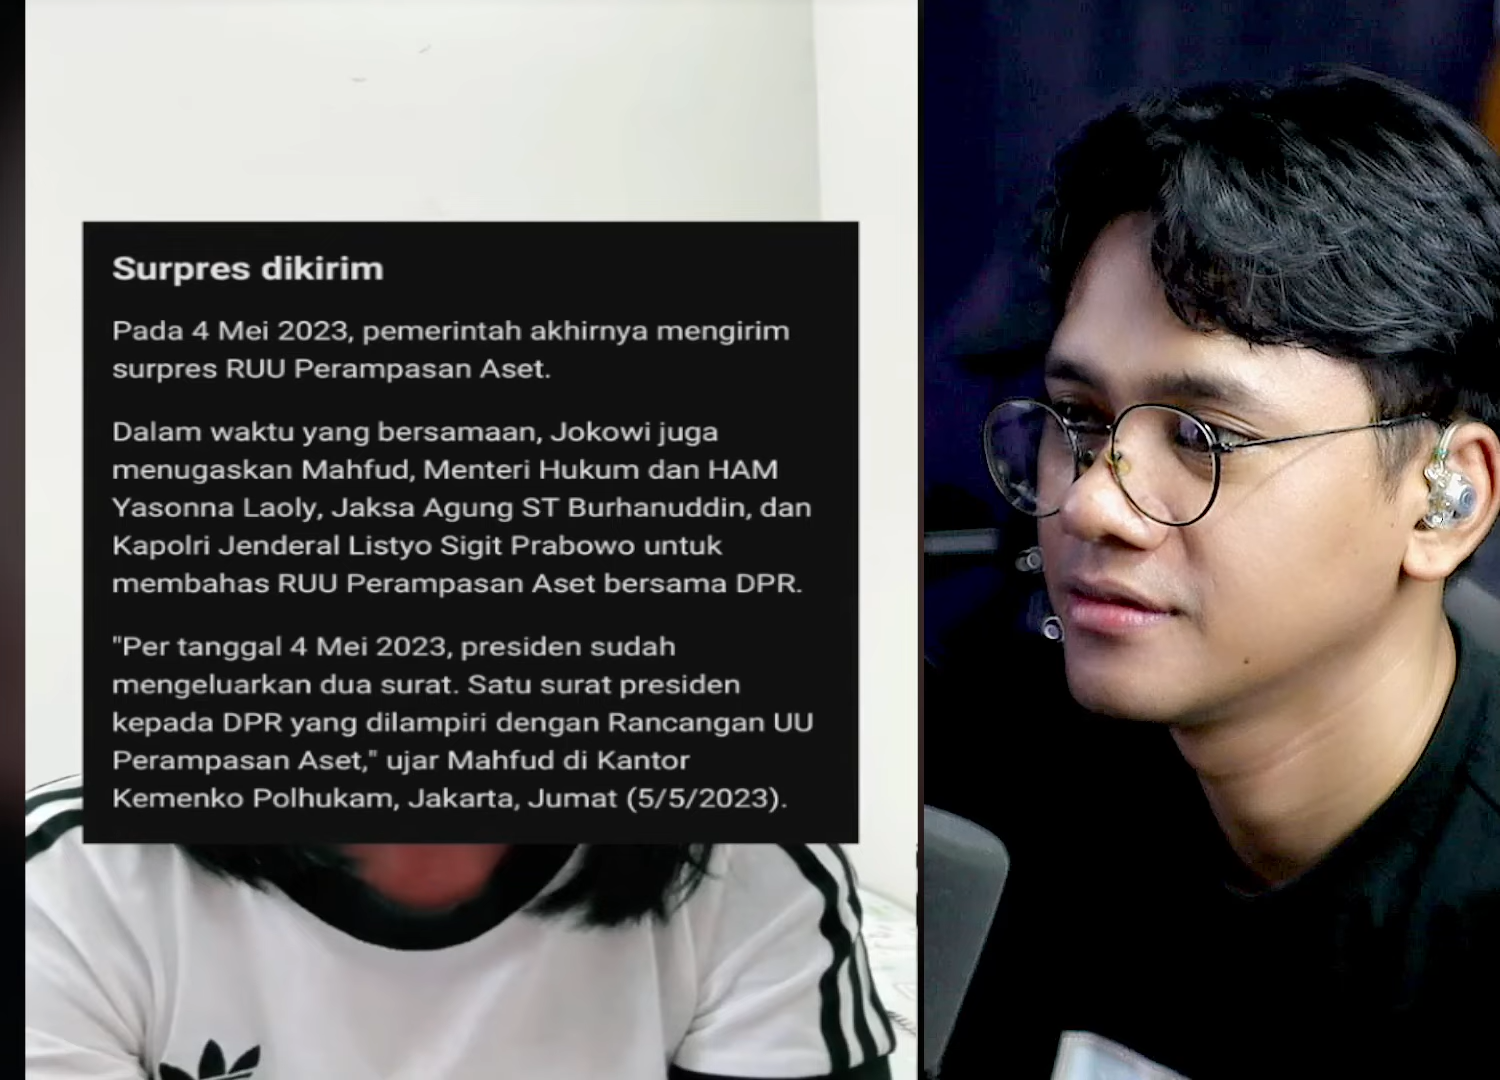 Surpres dikirim
Pada 4 Mei 2023, pemerintah akhirnya mengirim
surpres RUU Perampasan Aset.
Dalam waktu yang bersamaan, Jokowi juga
menugaskan Mahfud, Menteri Hukum dan HAM
Yasonna Laoly, Jaksa Agung ST Burhanuddin, dan
Kapolri Jenderal Listyo Sigit Prabowo untuk
membahas RUU Perampasan Aset bersama DPR.
"Per tanggal 4 Mei 2023, presiden sudah
mengeluarkan dua surat. Satu surat presiden
kepada DPR yang dilampiri dengan Rancangan UU
Perampasan Aset," ujar Mahfud di Kantor
Kemenko Polhukam, Jakarta, Jumat (5/5/2023).